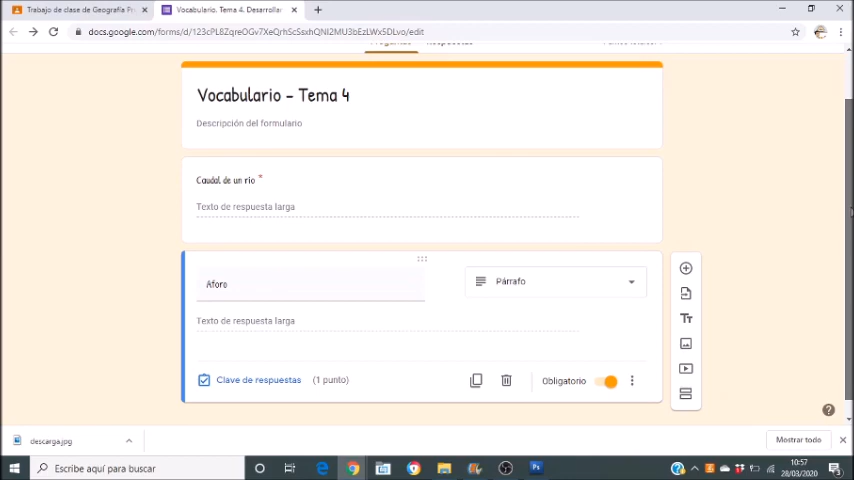 Trabajo de clase de Geografía Pr
Vocabulario. Tema 4. Desarrollar
docs.google.com/forms/d/123cPL8ZqreOGv7XeQrhScSsxhQNI2MU3bEzLWxSDLvo/edit
Vocabulario - Tema 4
Descripción del formulario
Caudal de un río *
Texto de respuesta larga
Aforo
Párrafo
Texto de respuesta larga
Clave de respuestas (1 punto)
Obligatorio
descarga.jpg
Mostrar todo
Escribe aquí para buscar
10:57
28/03/2020